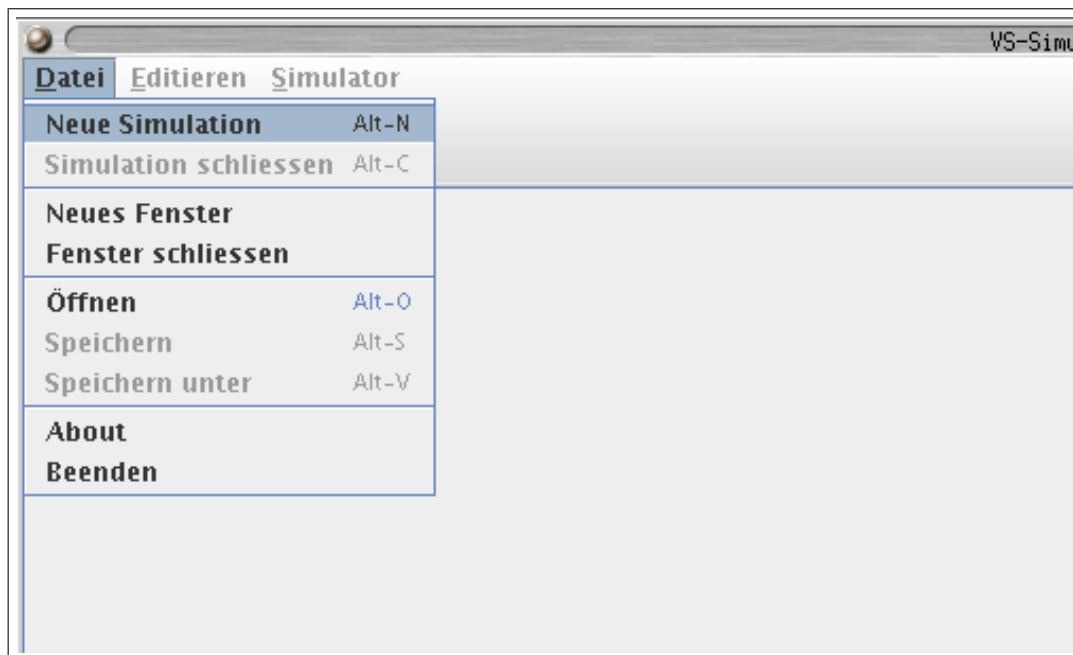 VS-Simu
Datei Editieren Simulator
Neue Simulation Alt-N
Simulation schliessen Alt-C
Neues Fenster
Fenster schliessen
Öffnen Alt-O
Speichern Alt-S
Speichern unter Alt-V
About
Beenden